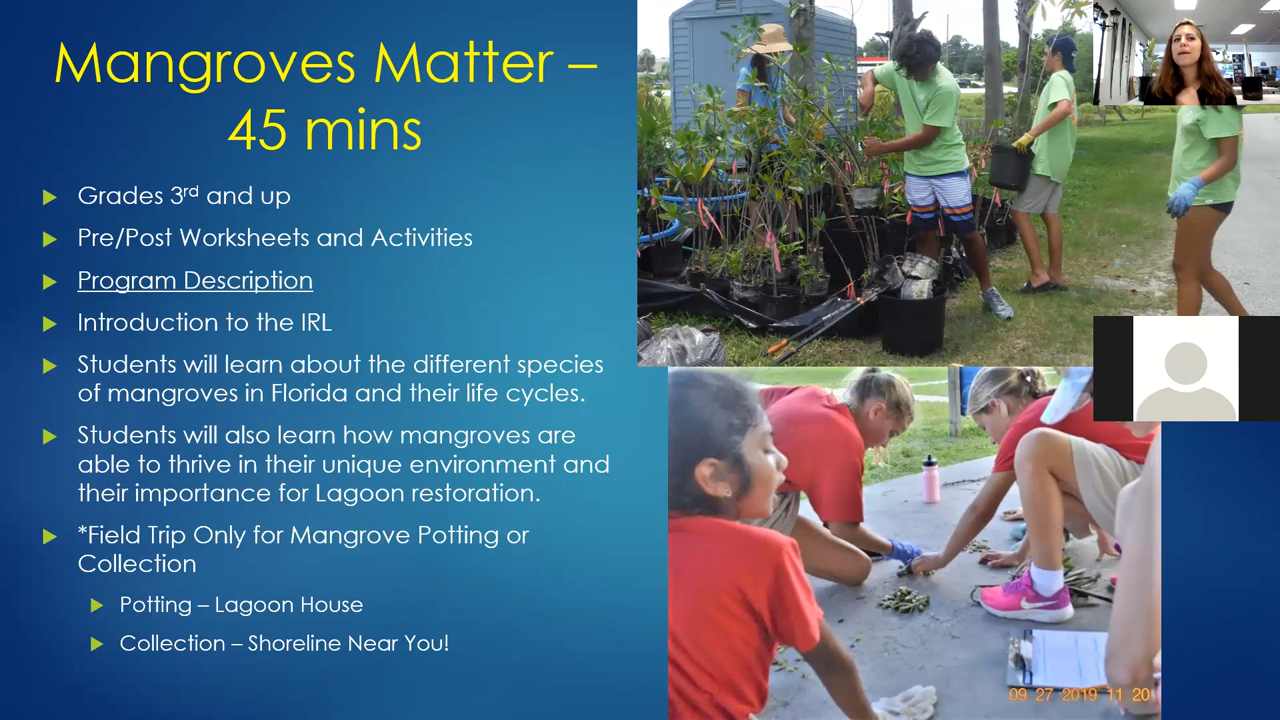 Mangroves Matter –
45 mins
Grades 3rd and up
Pre/Post Worksheets and Activities
Program Description
Introduction to the IRL
Students will learn about the different species
of mangroves in Florida and their life cycles.
Students will also learn how mangroves are
able to thrive in their unique environment and
their importance for Lagoon restoration.
*Field Trip Only for Mangrove Potting or
Collection
Potting – Lagoon House
Collection – Shoreline Near You!
09 27 2019 11 20